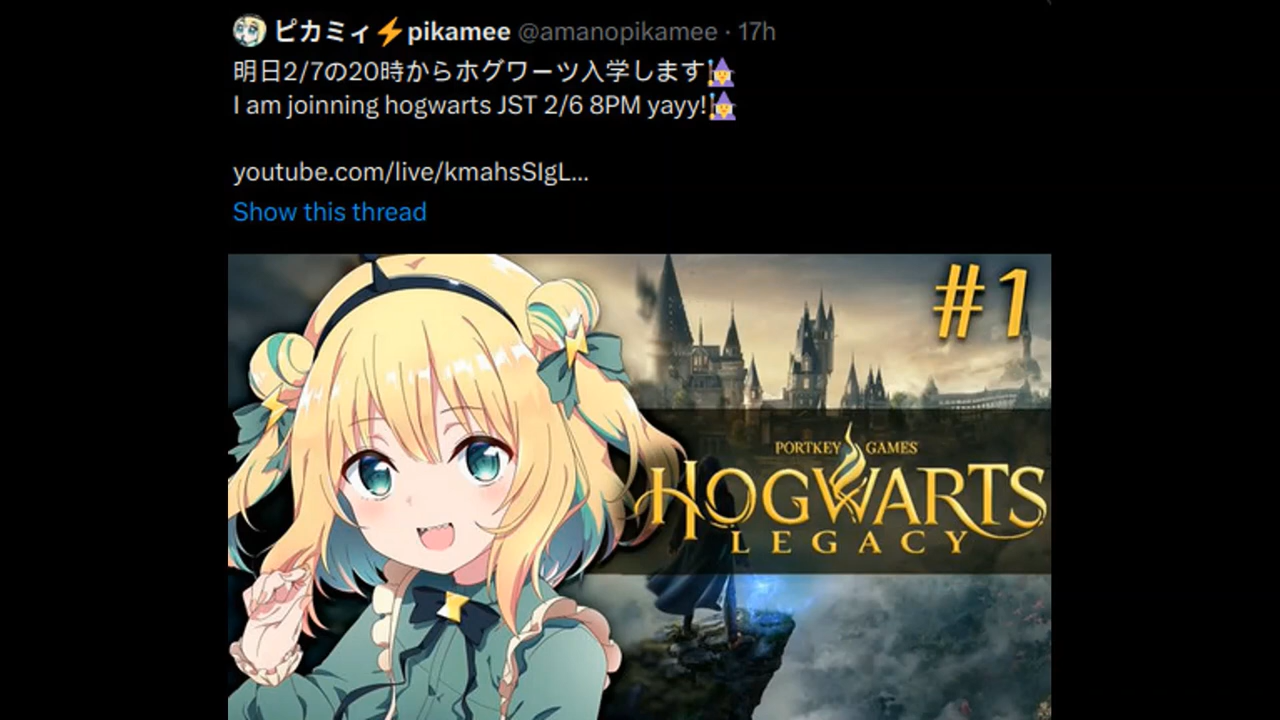 ピカミィ⚡pikamee @amanopikamee · 17h
明日2/7の20時からホグワーツ入学します🧙‍♀️
I am joinning hogwarts JST 2/6 8PM yayy!🧙‍♀️
youtube.com/live/kmahsSIgL...
Show this thread
#1
PORTKEY GAMES
HOGWARTS
LEGACY